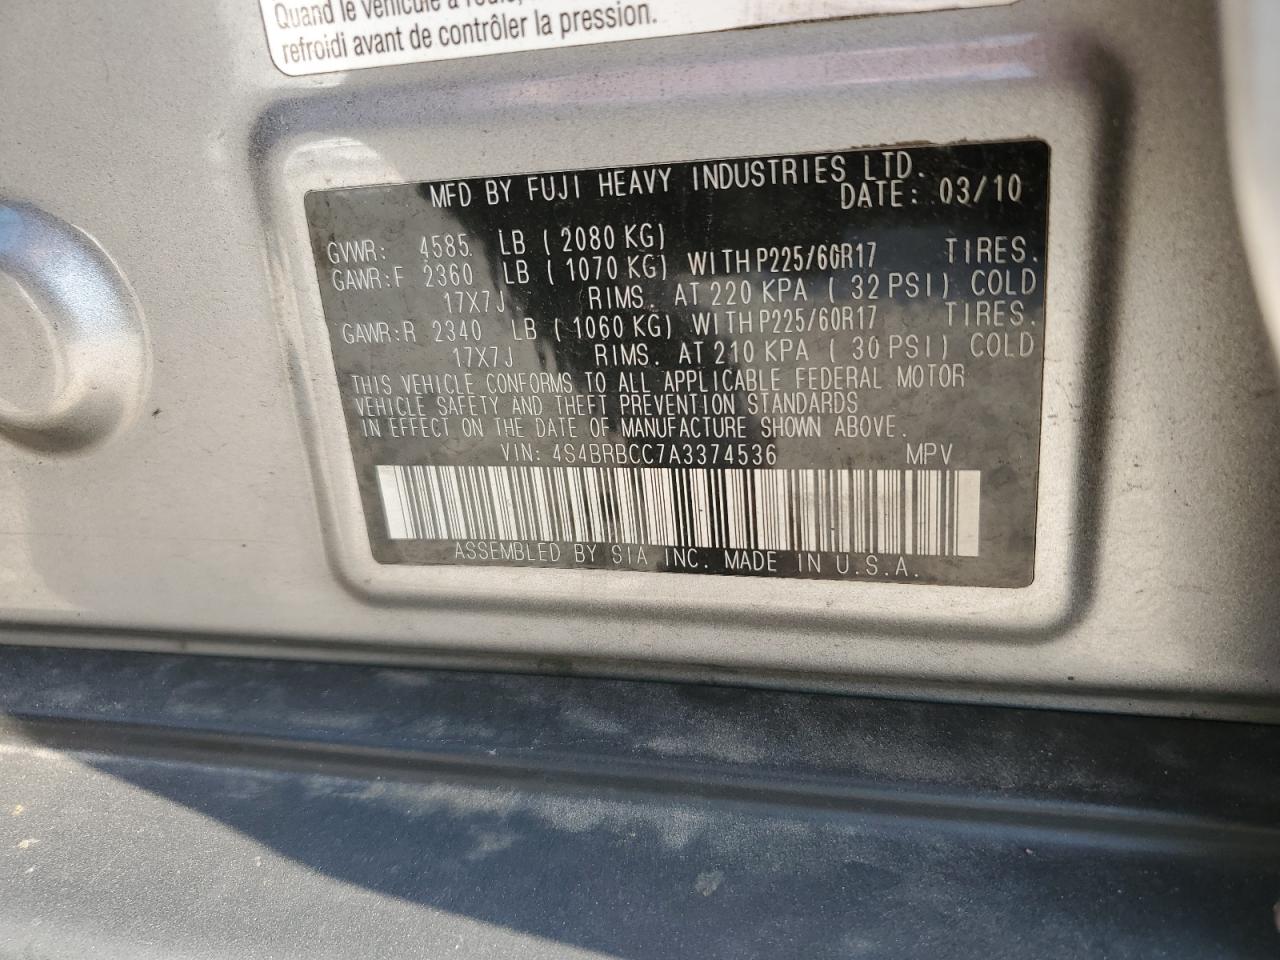 Quand le véhicule a roulé,
refroidi avant de contrôler la pression.
MFD BY FUJI HEAVY INDUSTRIES LTD.
DATE: 03/10
GVWR: 4585. LB ( 2080 KG)
GAWR:F 2360 LB ( 1070 KG) WITH P225/60R17 TIRES.
17X7J RIMS. AT 220 KPA ( 32 PSI) COLD
GAWR:R 2340 LB ( 1060 KG) WITH P225/60R17 TIRES.
17X7J RIMS. AT 210 KPA ( 30 PSI) COLD
THIS VEHICLE CONFORMS TO ALL APPLICABLE FEDERAL MOTOR
VEHICLE SAFETY AND THEFT PREVENTION STANDARDS
IN EFFECT ON THE DATE OF MANUFACTURE SHOWN ABOVE.
VIN: 4S4BRBCC7A3374536 MPV
ASSEMBLED BY SIA INC. MADE IN U.S.A.